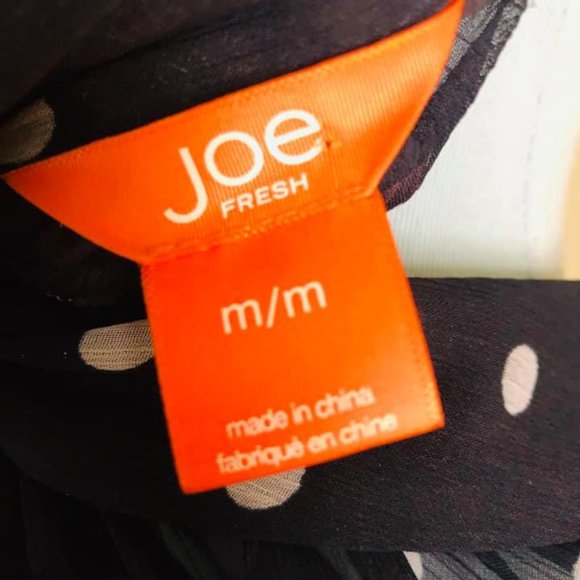 Joe
FRESH
m/m
made in china
fabriqué en chine